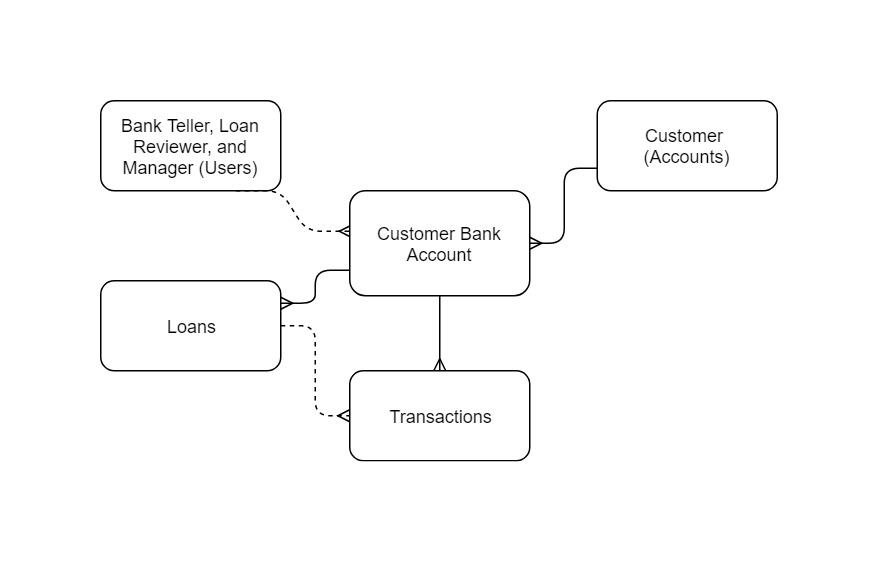 Bank Teller, Loan
Reviewer, and
Manager (Users)
Customer
(Accounts)
Customer Bank
Account
Loans
Transactions